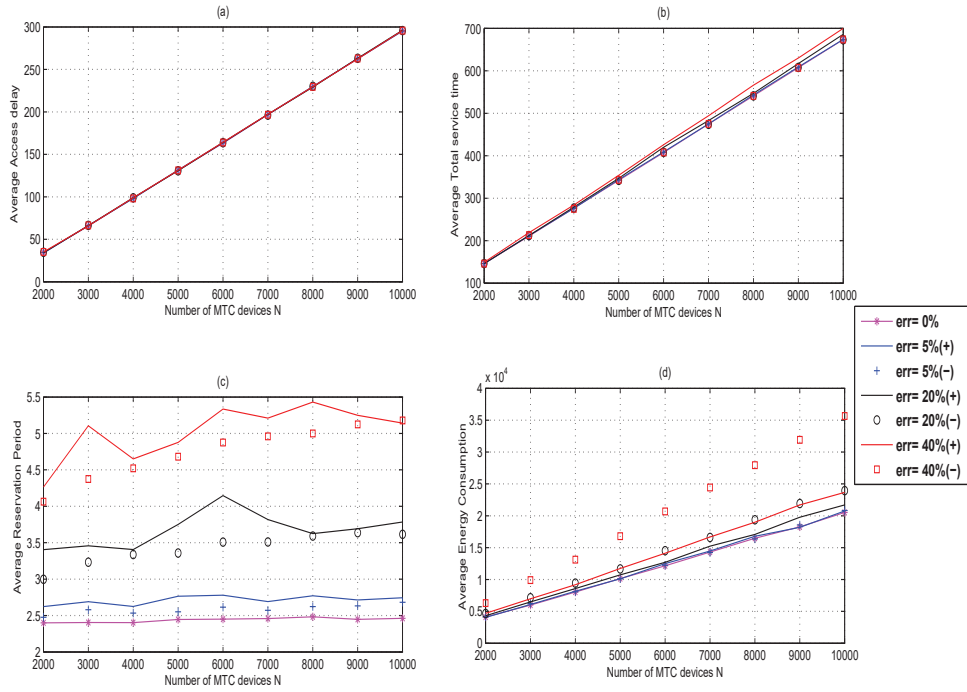 (a)
300
250
200
150
100
50
0
Average Access delay
2000 3000 4000 5000 6000 7000 8000 9000 10000
Number of MTC devices N
(b)
700
600
500
400
300
200
100
Average Total service time
2000 3000 4000 5000 6000 7000 8000 9000 10000
Number of MTC devices N
err= 0%
err= 5%(+)
err= 5%(−)
err= 20%(+)
err= 20%(−)
err= 40%(+)
err= 40%(−)
(c)
5.5
5
4.5
4
3.5
3.0
2.5
2
Average Reservation Period
2000 3000 4000 5000 6000 7000 8000 9000 10000
Number of MTC devices N
(d)
x 10^4
4.
3.5
3.0
2.5
2.0
1.5
1.0
0.5
0
Average Energy Consumption
2000 3000 4000 5000 6000 7000 8000 9000 10000
Number of MTC devices N